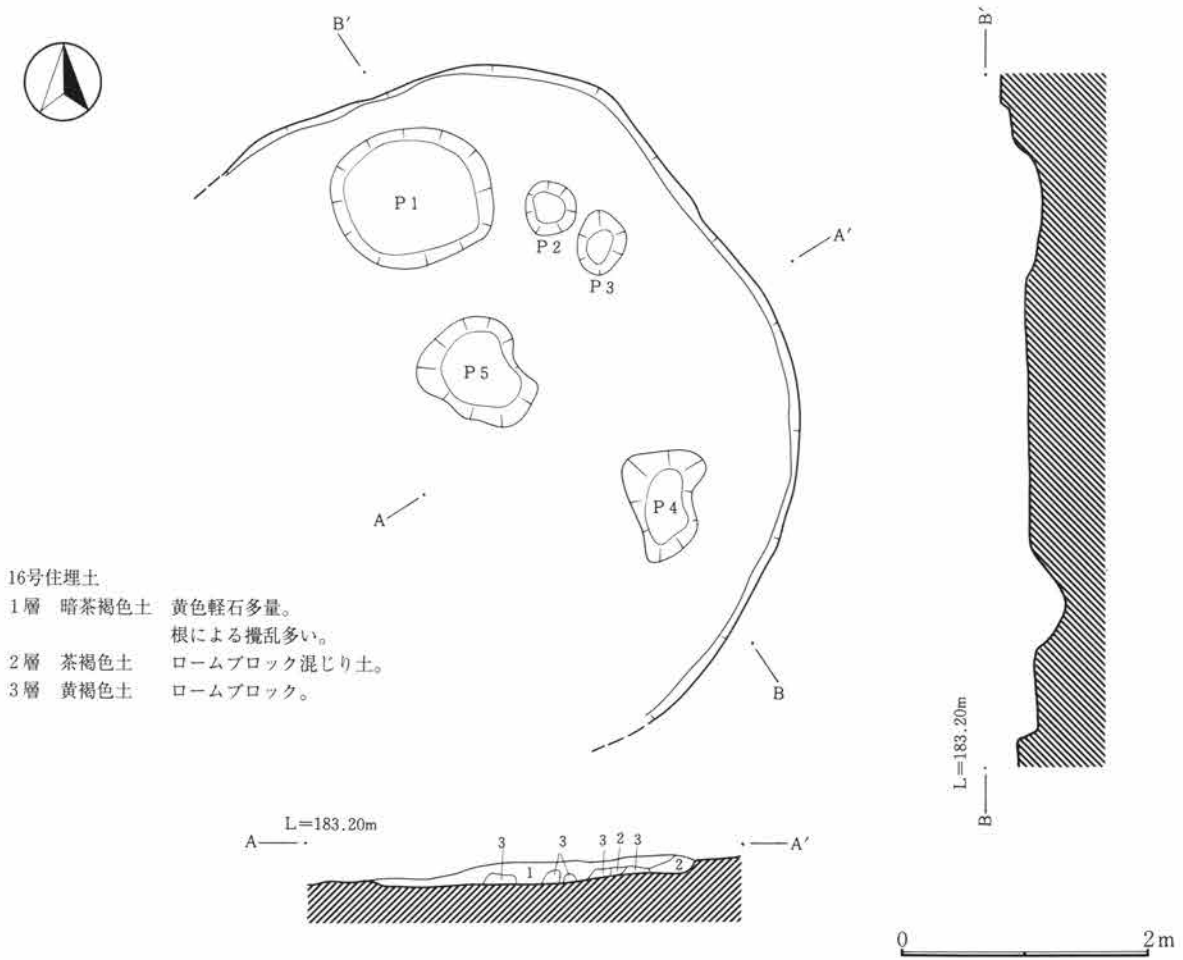 B′
B′
P 1
P 2
P 3
A′
P 5
A
P 4
16号住埋土
1層 暗茶褐色土 黄色軽石多量。
根による攪乱多い。
2層 茶褐色土 ロームブロック混じり土。
3層 黄褐色土 ロームブロック。
B
L=183.20m
B
L=183.20m
A
A′
3
3
3
2
3
1
2
0
2m